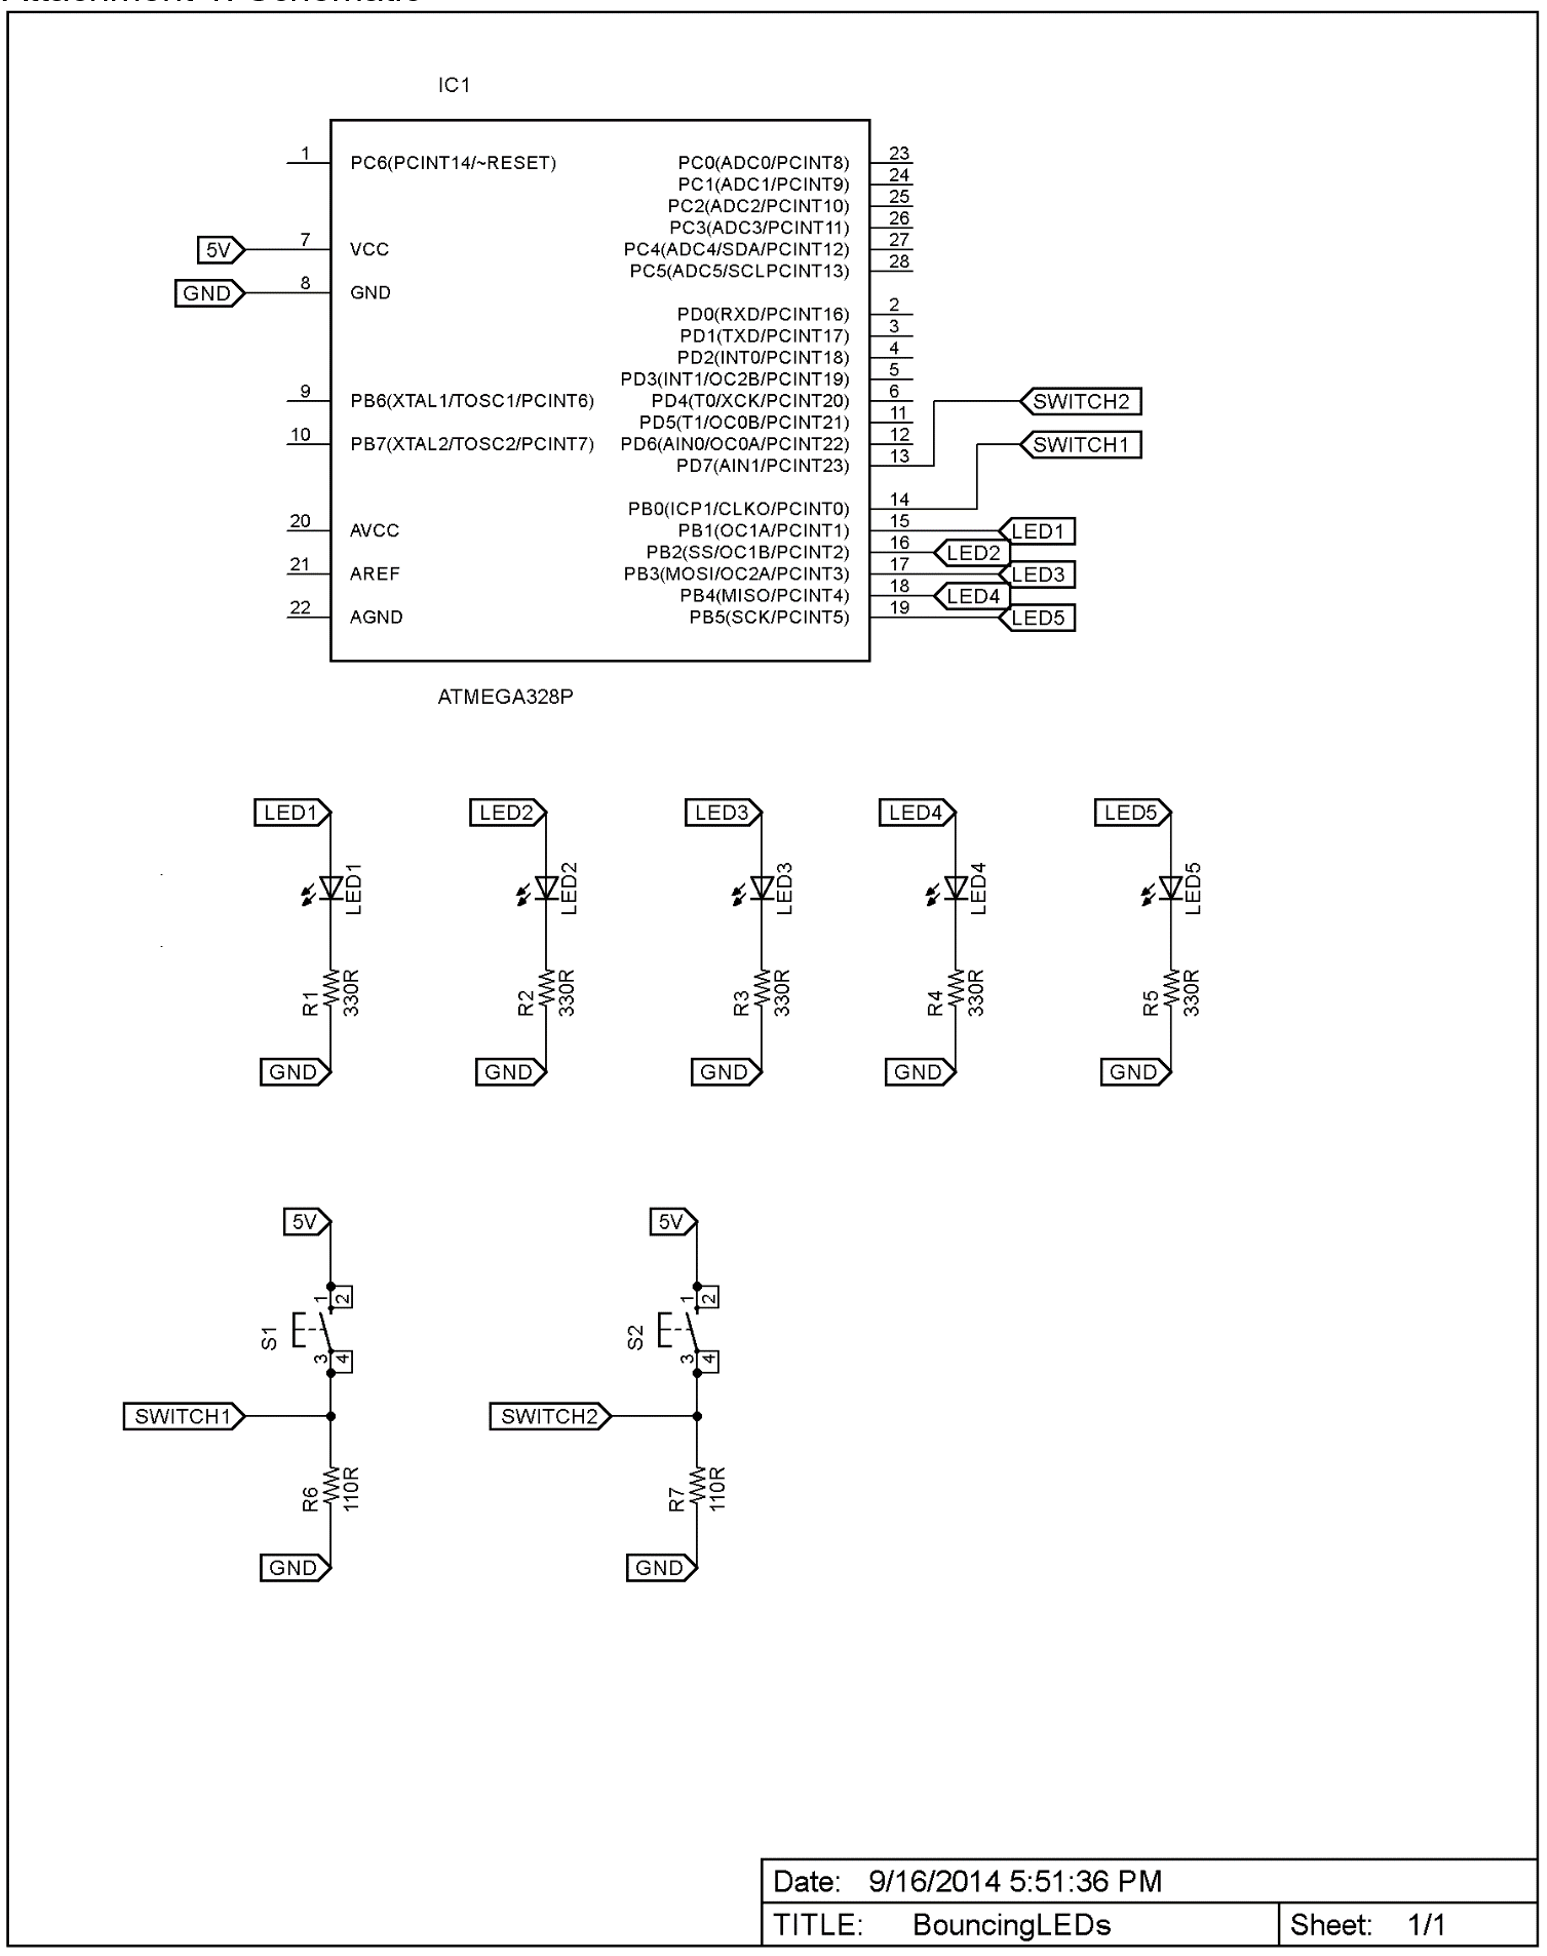 IC1
1 PC6(PCINT14/~RESET)
5V 7 VCC
GND 8 GND
9 PB6(XTAL1/TOSC1/PCINT6)
10 PB7(XTAL2/TOSC2/PCINT7)
20 AVCC
21 AREF
22 AGND
PC0(ADC0/PCINT8) 23
PC1(ADC1/PCINT9) 24
PC2(ADC2/PCINT10) 25
PC3(ADC3/PCINT11) 26
PC4(ADC4/SDA/PCINT12) 27
PC5(ADC5/SCLPCINT13) 28
PD0(RXD/PCINT16) 2
PD1(TXD/PCINT17) 3
PD2(INT0/PCINT18) 4
PD3(INT1/OC2B/PCINT19) 5
PD4(T0/XCK/PCINT20) 6
PD5(T1/OC0B/PCINT21) 11
PD6(AIN0/OC0A/PCINT22) 12
PD7(AIN1/PCINT23) 13 SWITCH2
PB0(ICP1/CLKO/PCINT0) 14 SWITCH1
PB1(OC1A/PCINT1) 15 LED1
PB2(SS/OC1B/PCINT2) 16 LED2
PB3(MOSI/OC2A/PCINT3) 17 LED3
PB4(MISO/PCINT4) 18 LED4
PB5(SCK/PCINT5) 19 LED5
ATMEGA328P
LED1 LED2 LED3 LED4 LED5
LED1 LED2 LED3 LED4 LED5
R1 330R R2 330R R3 330R R4 330R R5 330R
GND GND GND GND GND
5V 5V
1 2 1 2
S1 S2
3 4 3 4
SWITCH1 SWITCH2
R6 110R R7 110R
GND GND
Date: 9/16/2014 5:51:36 PM
TITLE: BouncingLEDs Sheet: 1/1